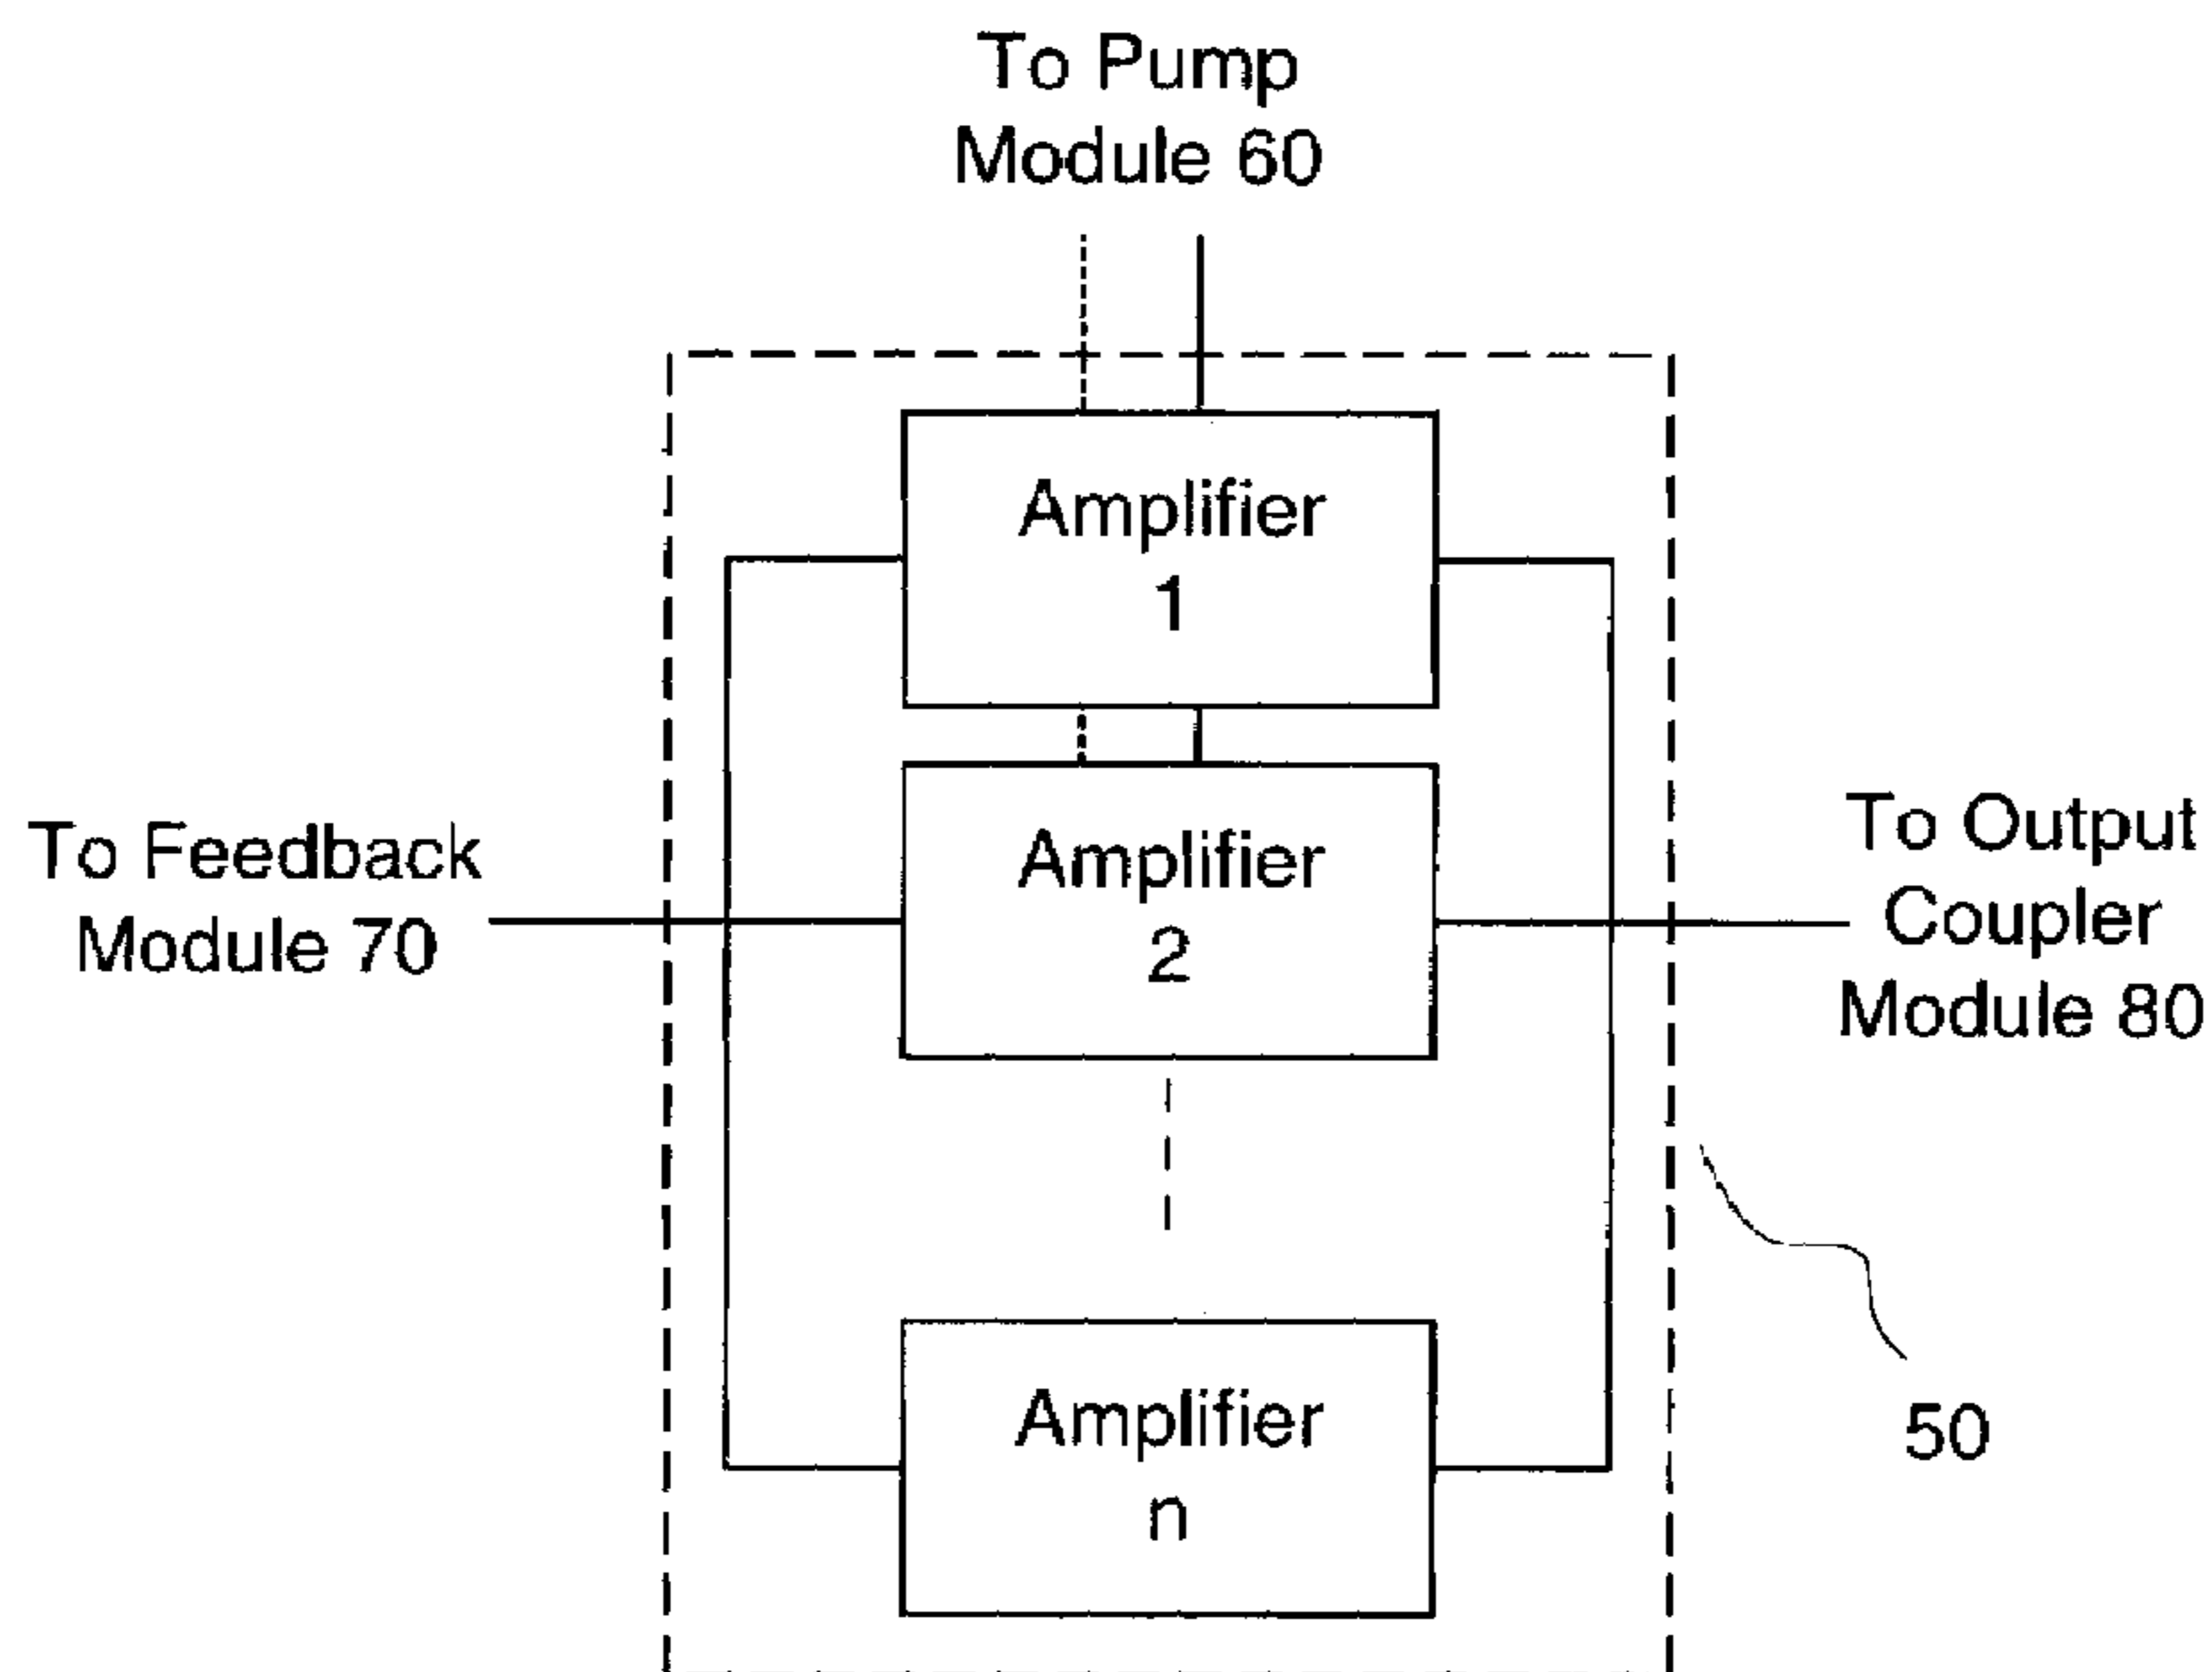 To Pump
Module 60
Amplifier
1
To Feedback
Module 70
Amplifier
2
To Output
Coupler
Module 80
Amplifier
n
50